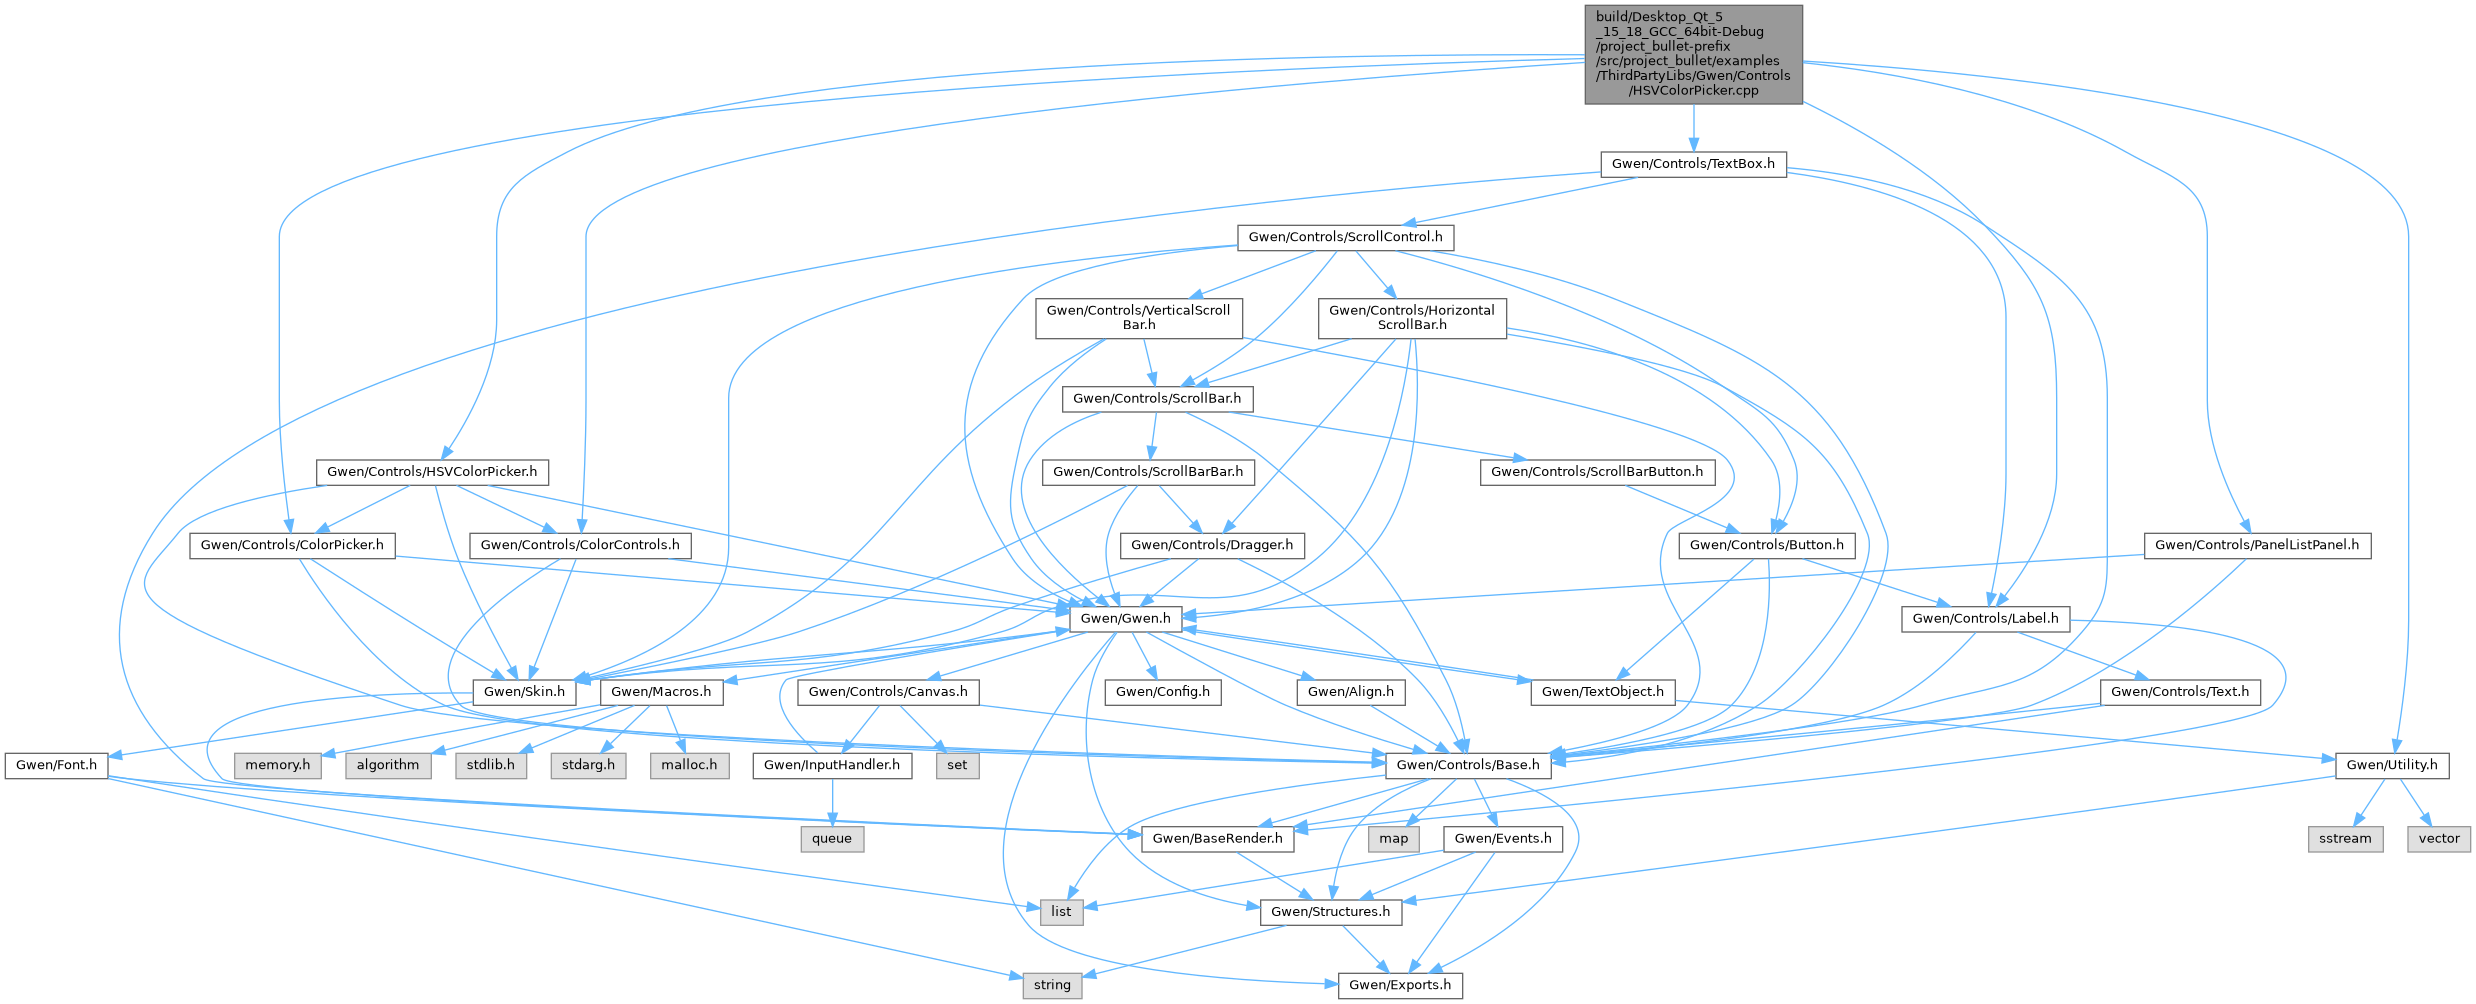 build/Desktop_Qt_5
_15_18_GCC_64bit-Debug
/project_bullet-prefix
/src/project_bullet/examples
/ThirdPartyLibs/Gwen/Controls
/HSVColorPicker.cpp
Gwen/Controls/TextBox.h
Gwen/Controls/ScrollControl.h
Gwen/Controls/VerticalScroll
Bar.h
Gwen/Controls/Horizontal
ScrollBar.h
Gwen/Controls/ScrollBar.h
Gwen/Controls/HSVColorPicker.h
Gwen/Controls/ScrollBarBar.h
Gwen/Controls/ScrollBarButton.h
Gwen/Controls/ColorPicker.h
Gwen/Controls/ColorControls.h
Gwen/Controls/Dragger.h
Gwen/Controls/Button.h
Gwen/Controls/PanelListPanel.h
Gwen/Gwen.h
Gwen/Controls/Label.h
Gwen/Skin.h
Gwen/Macros.h
Gwen/Controls/Canvas.h
Gwen/Config.h
Gwen/Align.h
Gwen/TextObject.h
Gwen/Controls/Text.h
Gwen/Font.h
memory.h
algorithm
stdlib.h
stdarg.h
malloc.h
Gwen/InputHandler.h
set
Gwen/Controls/Base.h
Gwen/Utility.h
queue
Gwen/BaseRender.h
map
Gwen/Events.h
sstream
vector
list
Gwen/Structures.h
string
Gwen/Exports.h